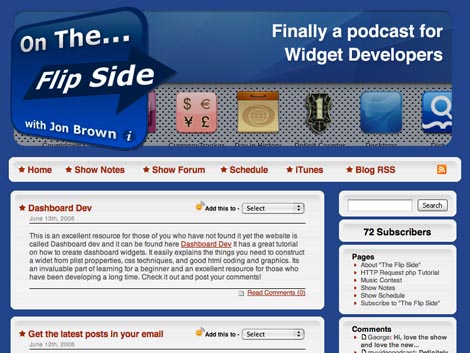 On The...
Flip Side
with Jon Brown i
Finally a podcast for
Widget Developers
$ €
¥ £
1
Home Show Notes Show Forum Schedule iTunes Blog RSS
Dashboard Dev
Add this to - Select
June 13th, 2006
This is an excellent resource for those of you who have not found it yet the website is
called Dashboard dev and it can be found here Dashboard Dev It has a great tutorial
on how to create dashboard widgets. It easily explains the things you need to construct
a widet from plist propperties, css techniques, and good html coding and graphics. Its
an invaluable part of learning for a beginner and an excellent resource for those who
have been developing a long time. Check it out and post your comments!
Read Comments (0)
Get the latest posts in your email
Add this to - Select
June 12th, 2006
Search
72 Subscribers
Pages
About "The Flip Side"
HTTP Request php Tutorial
Music Contest
Show Notes
Show Schedule
Subscribe to "The Flip Side"
Comments
George: Hi, love the show
and love the new...
myvideopodcast: Definitely